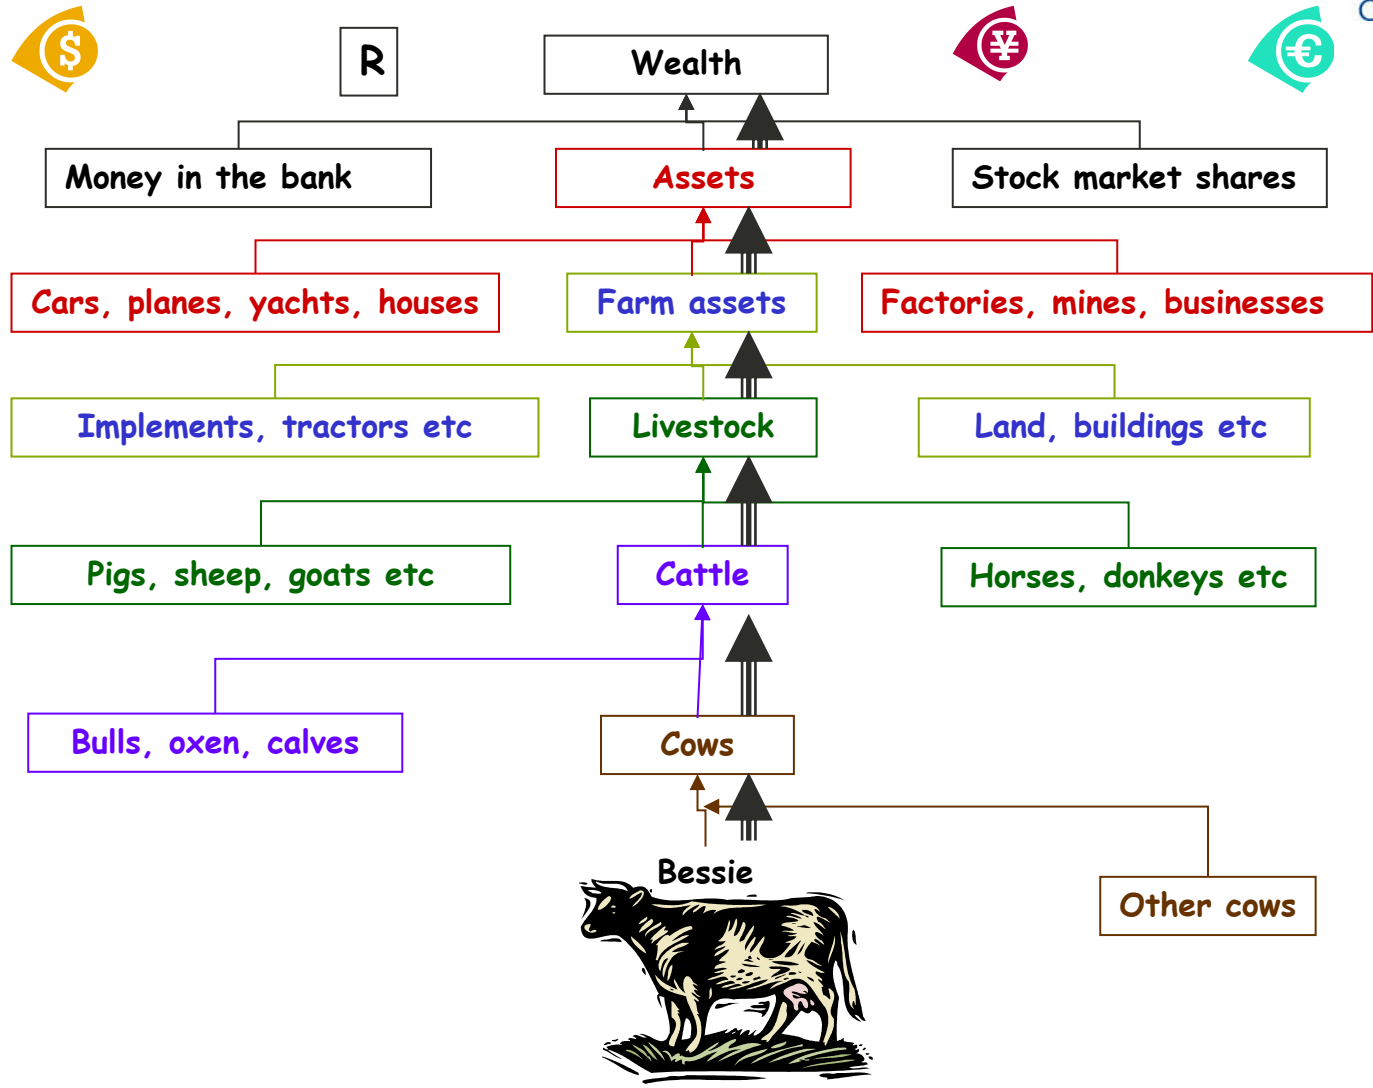 $
R
Wealth
¥
€
Money in the bank
Assets
Stock market shares
Cars, planes, yachts, houses
Farm assets
Factories, mines, businesses
Implements, tractors etc
Livestock
Land, buildings etc
Pigs, sheep, goats etc
Cattle
Horses, donkeys etc
Bulls, oxen, calves
Cows
Bessie
Other cows